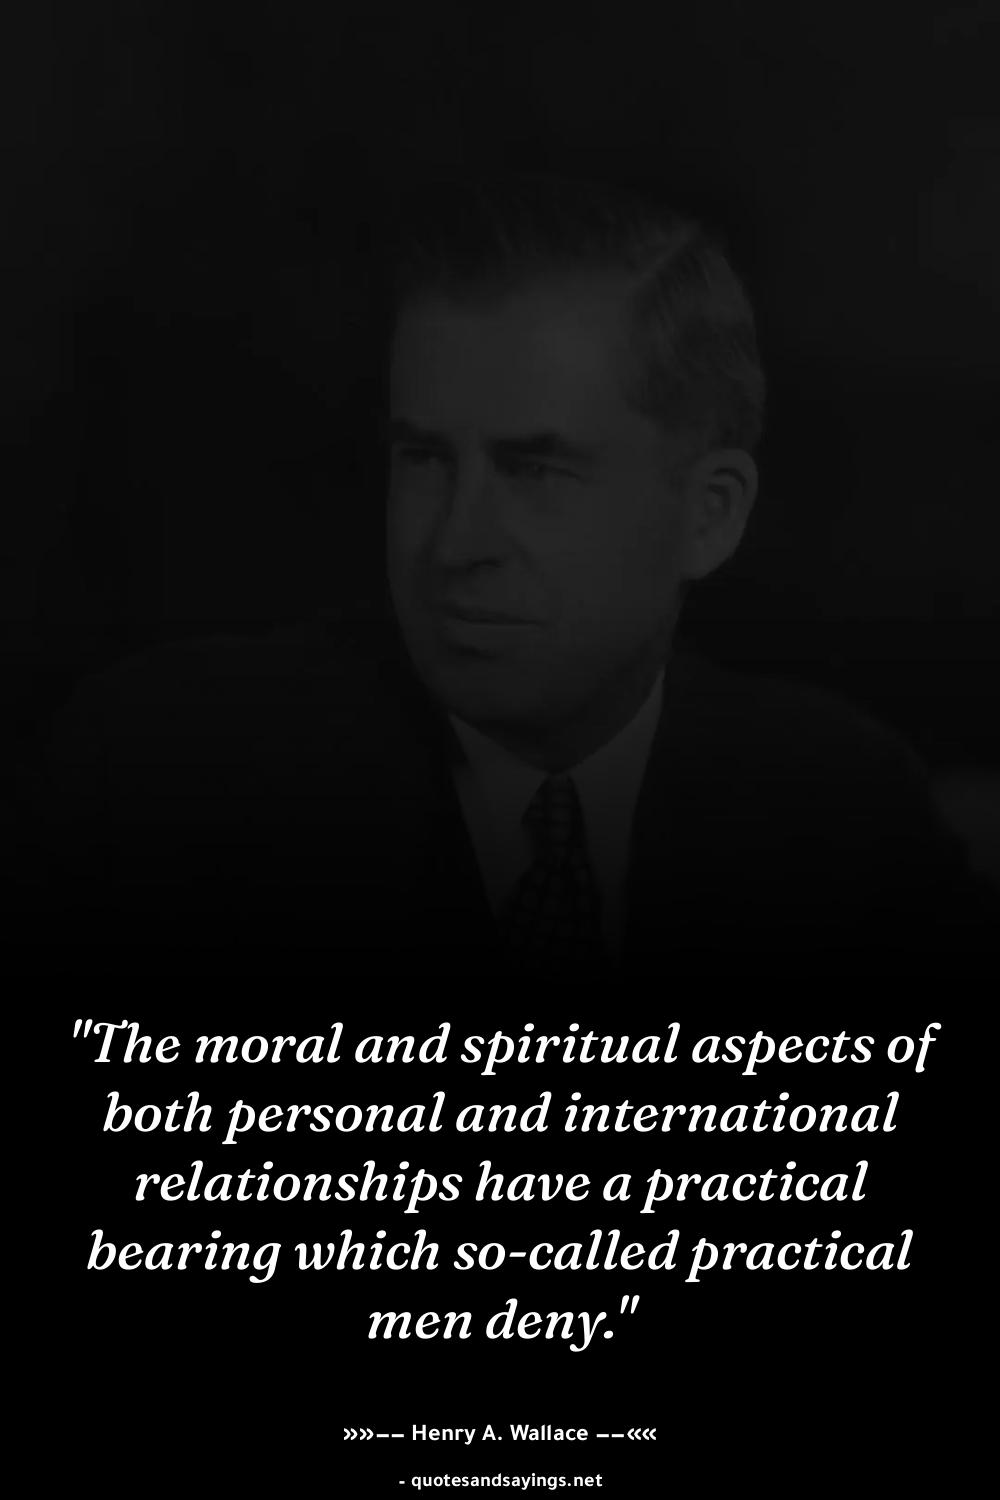 "The moral and spiritual aspects of
both personal and international
relationships have a practical
bearing which so-called practical
men deny."
»»−− Henry A. Wallace −−««
- quotesandsayings.net